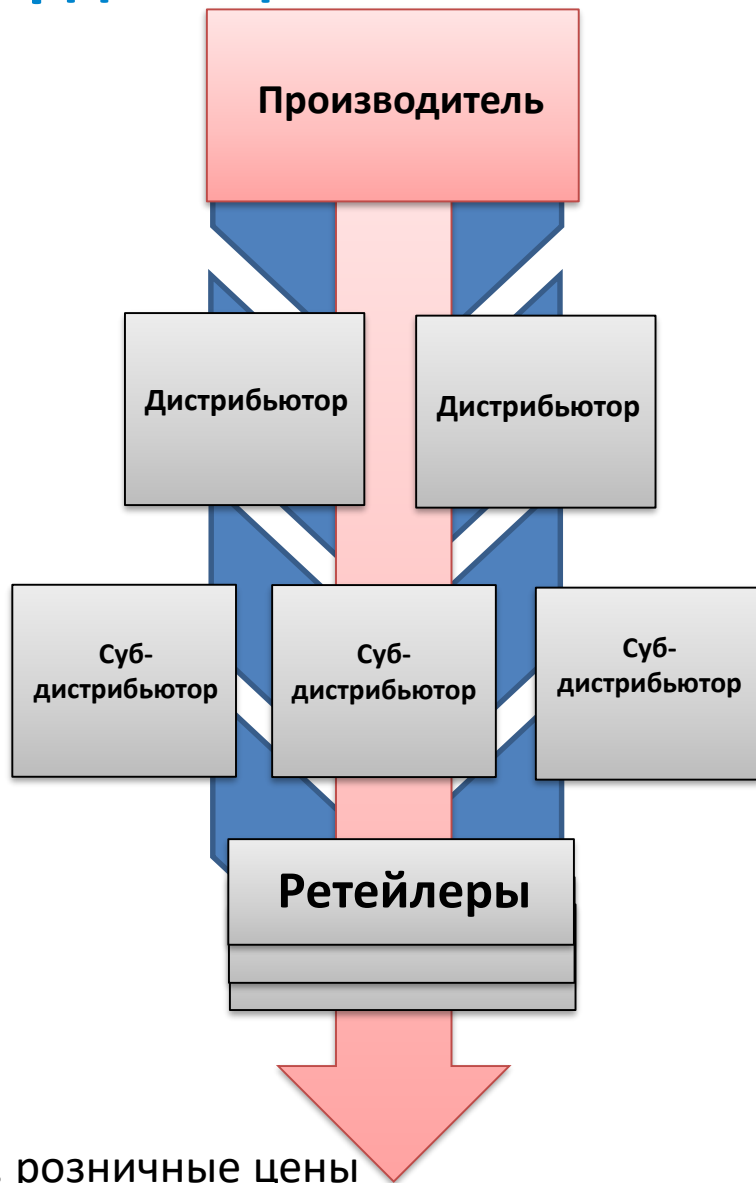 Производитель
Дистрибьютор
Дистрибьютор
Суб-
дистрибьютор
Суб-
дистрибьютор
Суб-
дистрибьютор
Ретейлеры
розничные цены